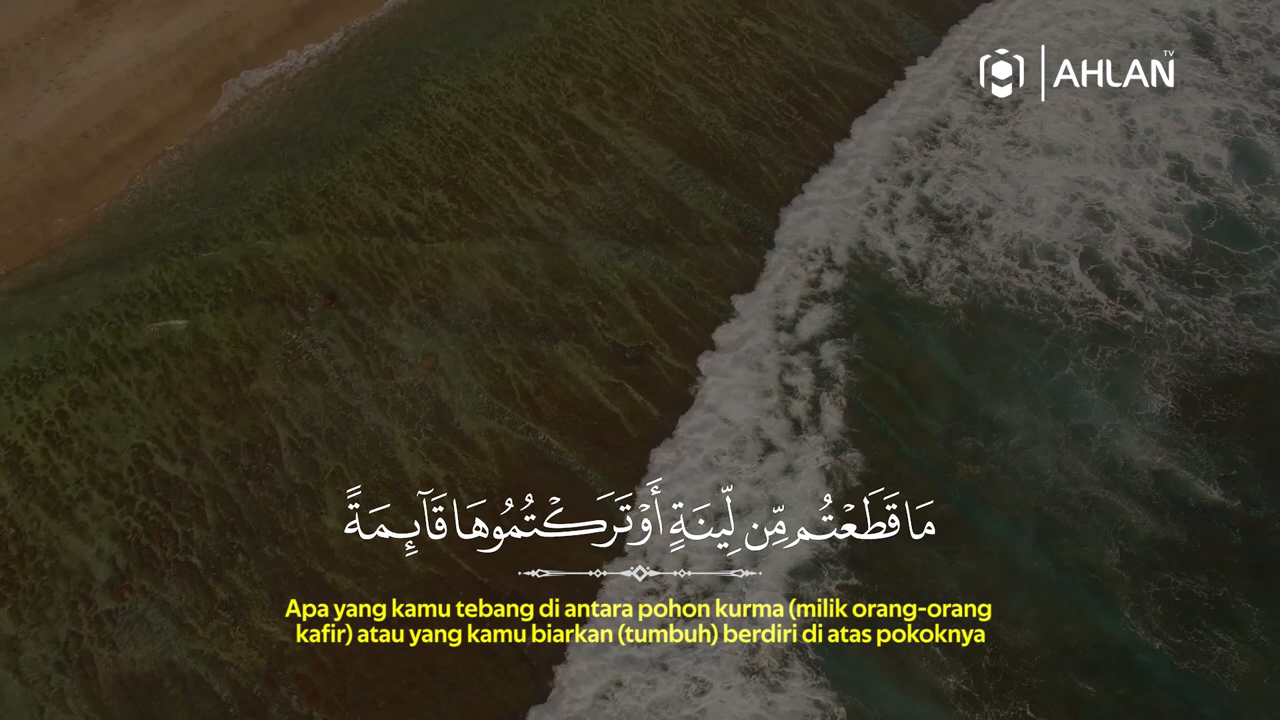 AHLAN TV
مَا قَطَعْتُم مِّن لِّينَةٍ أَوْ تَرَكْتُمُوهَا قَآئِمَةً
Apa yang kamu tebang di antara pohon kurma (milik orang-orang
kafir) atau yang kamu biarkan (tumbuh) berdiri di atas pokoknya